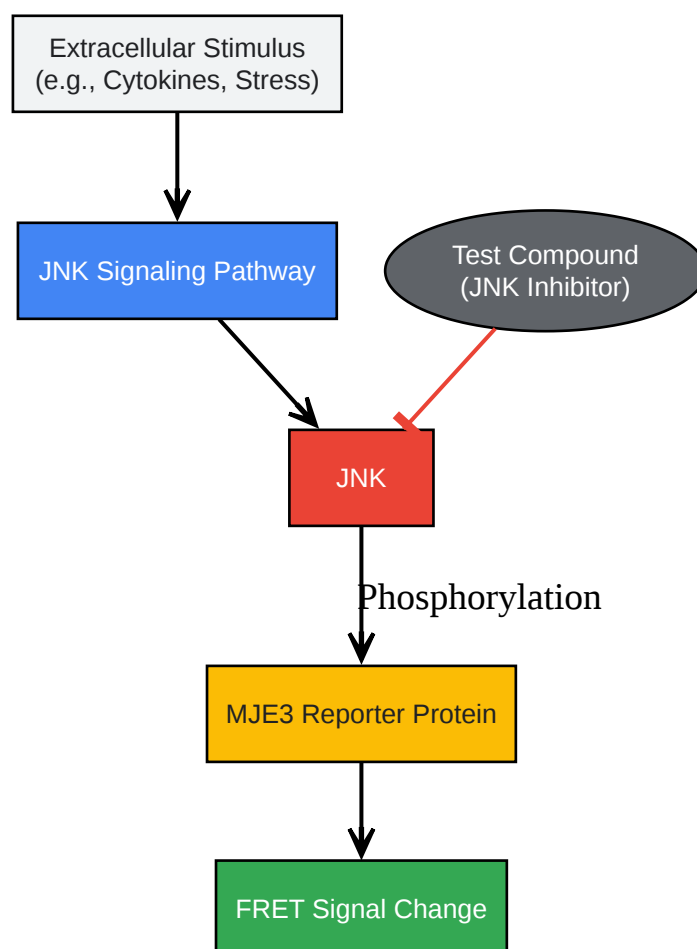 Extracellular Stimulus
(e.g., Cytokines, Stress)
JNK Signaling Pathway
Test Compound
(JNK Inhibitor)
JNK
Phosphorylation
MJE3 Reporter Protein
FRET Signal Change